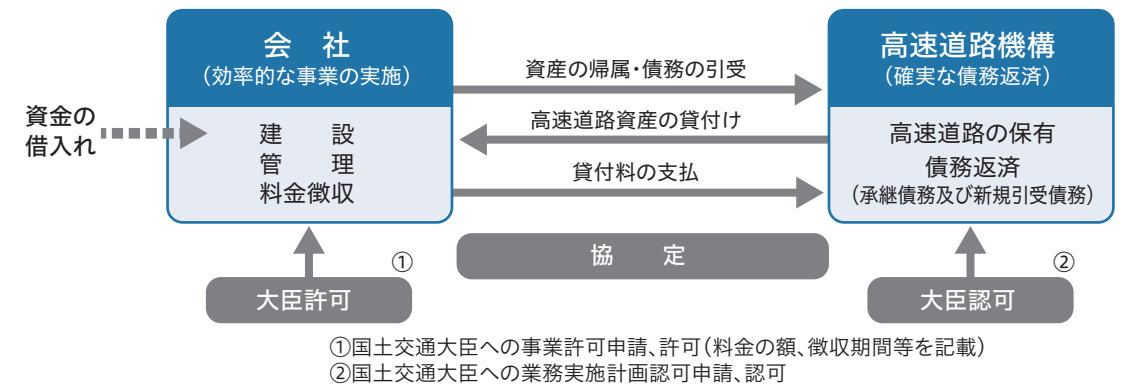 会　社
（効率的な事業の実施）
資金の
借入れ
建　　設
管　　理
料金徴収
資産の帰属・債務の引受
高速道路資産の貸付け
貸付料の支払
高速道路機構
（確実な債務返済）
高速道路の保有
債務返済
（承継債務及び新規引受債務）
協　　定
①
大臣許可
②
大臣認可
①国土交通大臣への事業許可申請、許可（料金の額、徴収期間等を記載）
②国土交通大臣への業務実施計画認可申請、認可